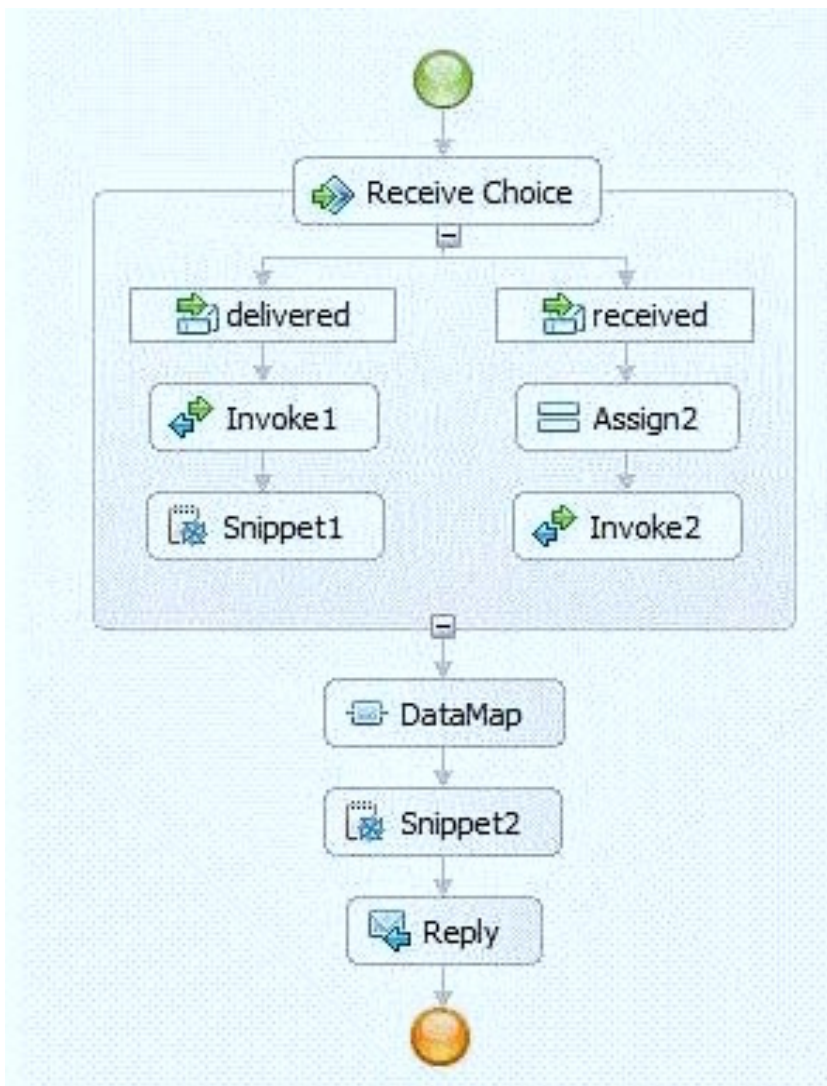 Receive Choice
delivered
received
Invoke1
Assign2
Snippet1
Invoke2
DataMap
Snippet2
Reply